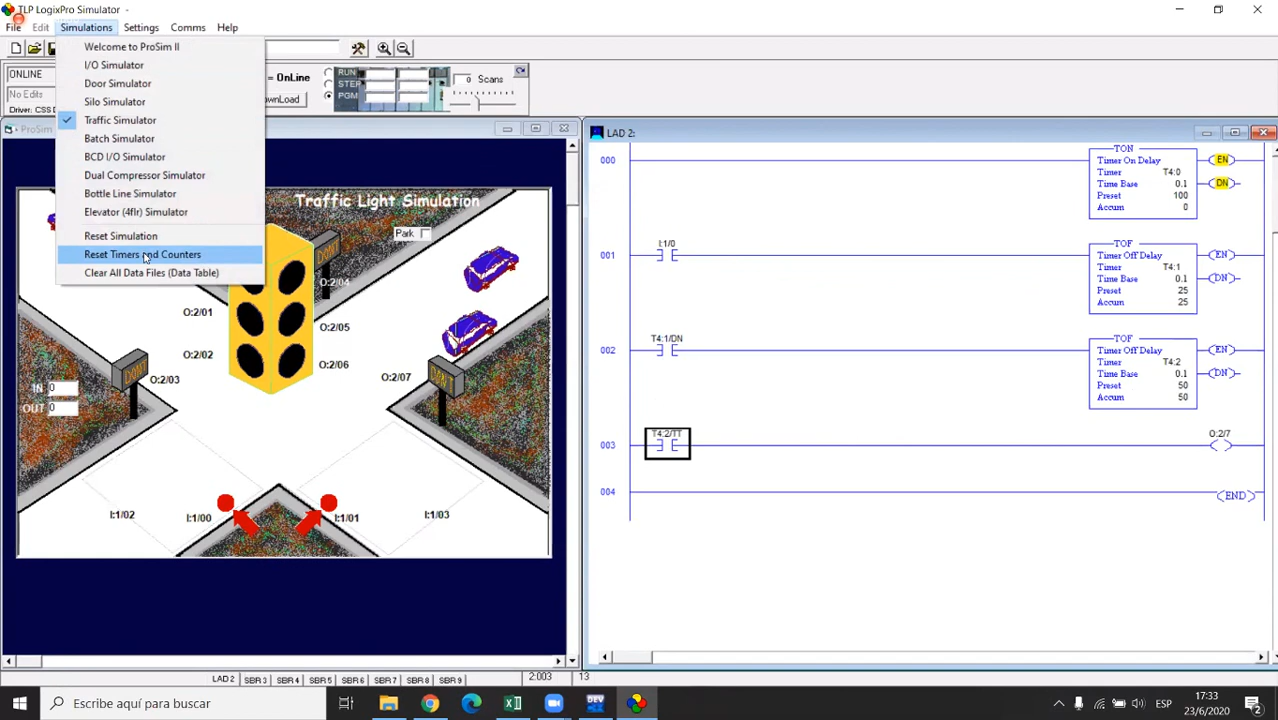 TLP LogixPro Simulator -
File Edit Simulations Settings Comms Help
Welcome to ProSim II
I/O Simulator
Door Simulator
Silo Simulator
Traffic Simulator
Batch Simulator
BCD I/O Simulator
Dual Compressor Simulator
Bottle Line Simulator
Elevator (4flr) Simulator
Reset Simulation
Reset Timers and Counters
Clear All Data Files (Data Table)
ONLINE
No Edits
Driver: CSS D
= OnLine
wnLoad
RUN
STEP
PGM
0 Scans
ProSim
Traffic Light Simulation
Park
DONT
O:2/04
O:2/01
O:2/05
O:2/02
O:2/06
DONT
O:2/03
O:2/07
DONT
IN 0
OUT 0
I:1/02
I:1/00
I:1/01
I:1/03
LAD 2:
000
TON
Timer On Delay
Timer T4:0
Time Base 0.1
Preset 100
Accum 0
EN
DN
001
I:1/0
TOF
Timer Off Delay
Timer T4:1
Time Base 0.1
Preset 25
Accum 25
EN
DN
002
T4:1/DN
TOF
Timer Off Delay
Timer T4:2
Time Base 0.1
Preset 50
Accum 50
EN
DN
003
T4:2/TT
O:2/7
004
END
LAD 2 SBR 3 SBR 4 SBR 5 SBR 6 SBR 7 SBR 8 SBR 9
2:003 13
Escribe aquí para buscar
DEV
ESP
17:33
23/6/2020
2